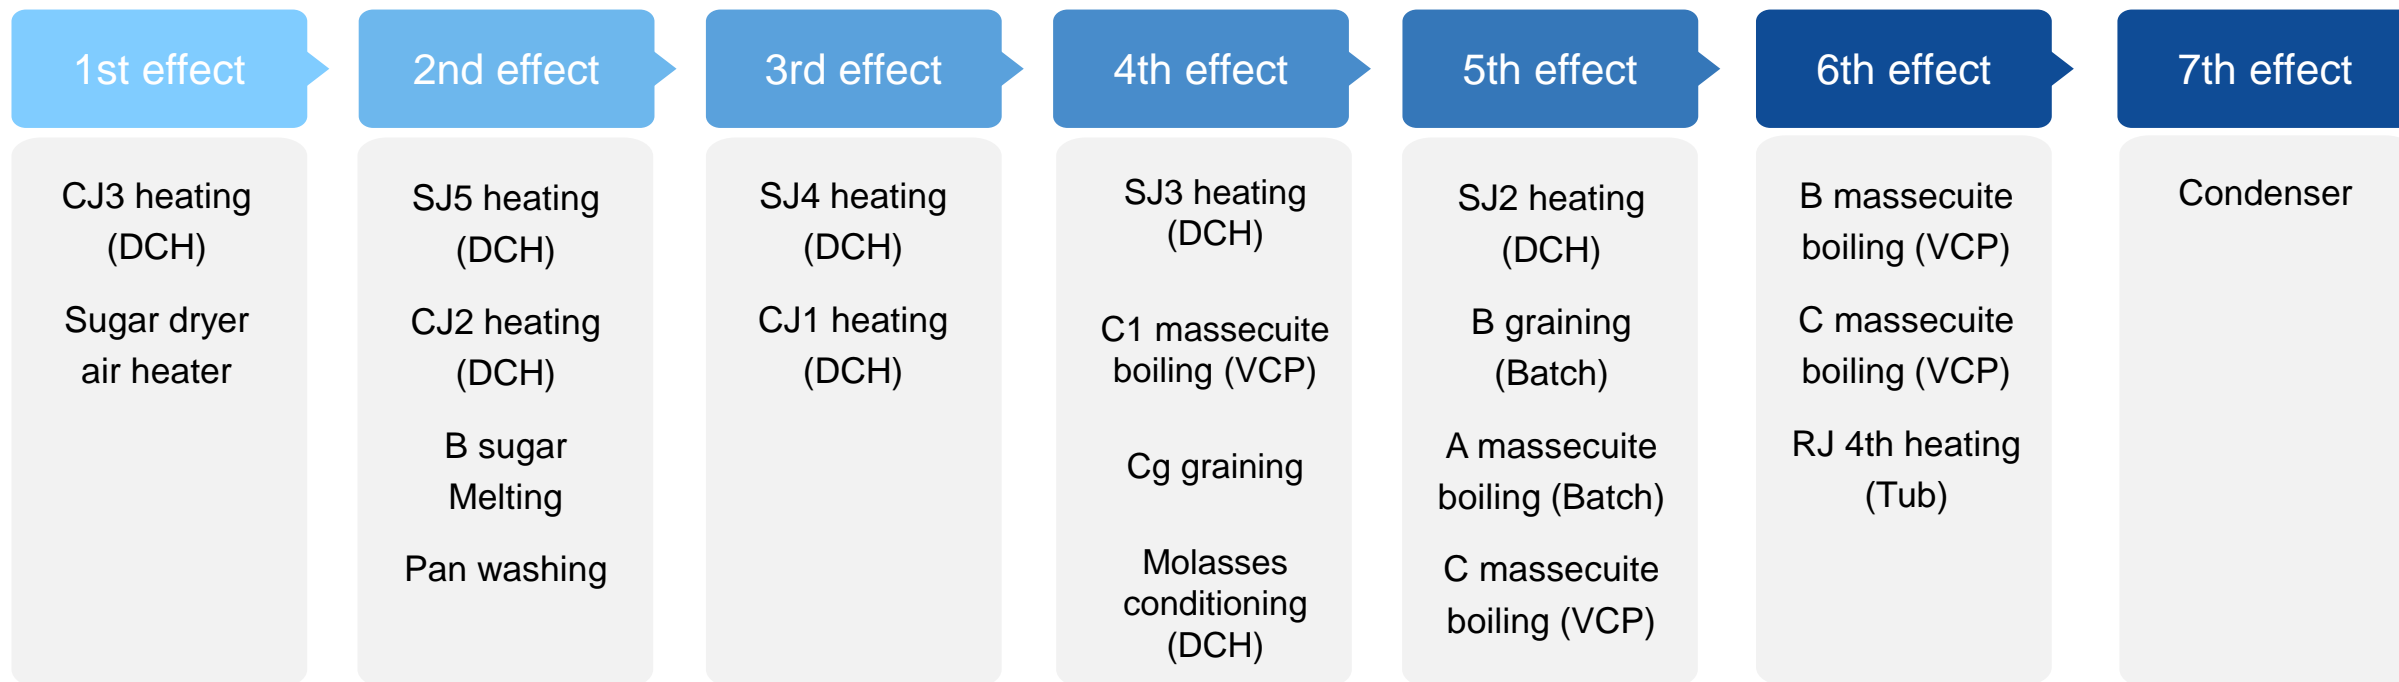 1st effect
2nd effect
3rd effect
4th effect
5th effect
6th effect
7th effect
CJ3 heating
(DCH)
Sugar dryer
air heater
SJ5 heating
(DCH)
CJ2 heating
(DCH)
B sugar
Melting
Pan washing
SJ4 heating
(DCH)
CJ1 heating
(DCH)
SJ3 heating
(DCH)
C1 massecuite
boiling (VCP)
Cg graining
Molasses
conditioning
(DCH)
SJ2 heating
(DCH)
B graining
(Batch)
A massecuite
boiling (Batch)
C massecuite
boiling (VCP)
B massecuite
boiling (VCP)
C massecuite
boiling (VCP)
RJ 4th heating
(Tub)
Condenser